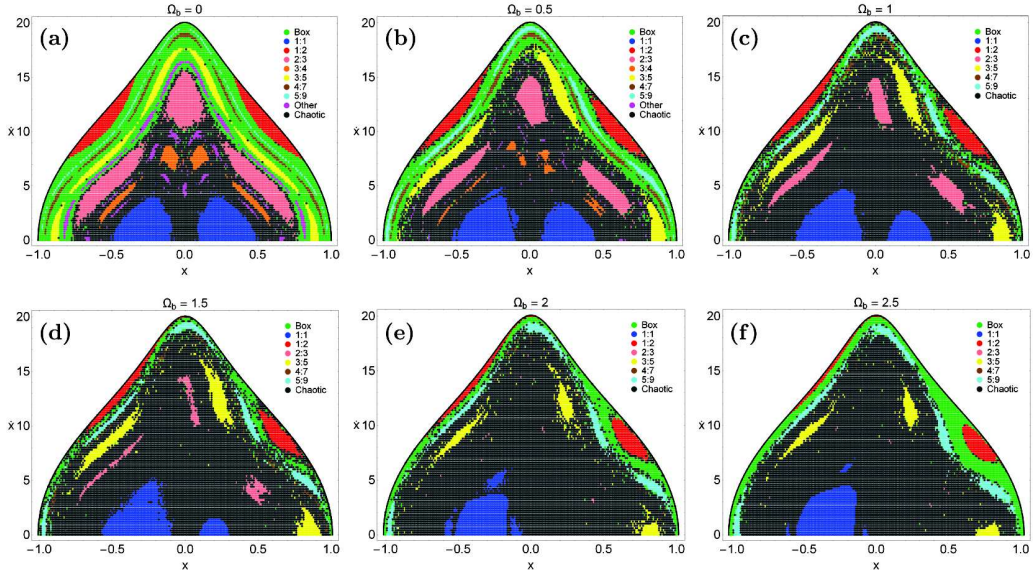 Ω_b = 0
(a)
Box
1:1
1:2
2:3
3:4
3:5
4:7
5:9
Other
Chaotic
20
15
10
5
0
ẋ
−1.0 −0.5 0.0 0.5 1.0
x
Ω_b = 0.5
(b)
Box
1:1
1:2
2:3
3:4
3:5
4:7
5:9
Other
Chaotic
20
15
10
5
0
ẋ
−1.0 −0.5 0.0 0.5 1.0
x
Ω_b = 1
(c)
Box
1:1
1:2
2:3
3:5
4:7
5:9
Chaotic
20
15
10
5
0
ẋ
−1.0 −0.5 0.0 0.5 1.0
x
Ω_b = 1.5
(d)
Box
1:1
1:2
2:3
3:5
4:7
5:9
Chaotic
20
15
10
5
0
ẋ
−1.0 −0.5 0.0 0.5 1.0
x
Ω_b = 2
(e)
Box
1:1
1:2
2:3
3:5
4:7
5:9
Chaotic
20
15
10
5
0
ẋ
−1.0 −0.5 0.0 0.5 1.0
x
Ω_b = 2.5
(f)
Box
1:1
1:2
2:3
3:5
4:7
5:9
Chaotic
20
15
10
5
0
ẋ
−1.0 −0.5 0.0 0.5 1.0
x